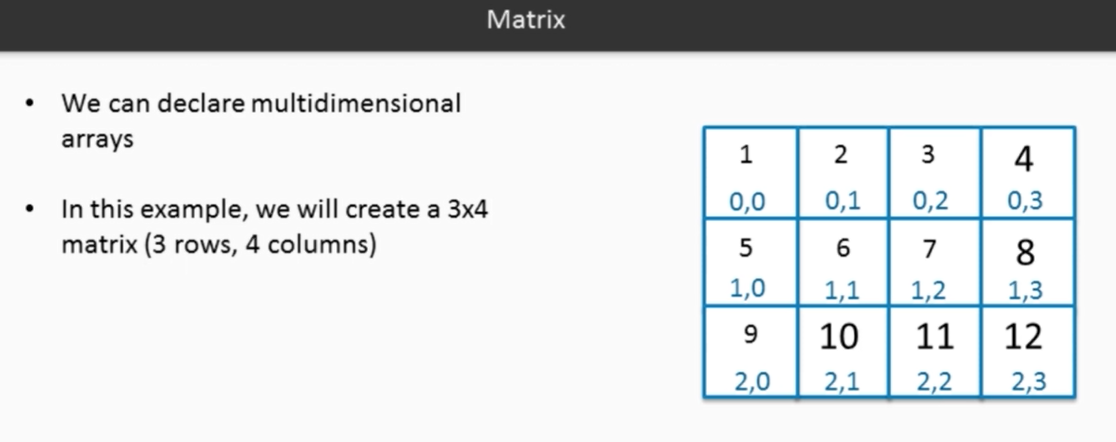 Matrix
• We can declare multidimensional
arrays
• In this example, we will create a 3x4
matrix (3 rows, 4 columns)
1 2 3 4
0,0 0,1 0,2 0,3
5 6 7 8
1,0 1,1 1,2 1,3
9 10 11 12
2,0 2,1 2,2 2,3